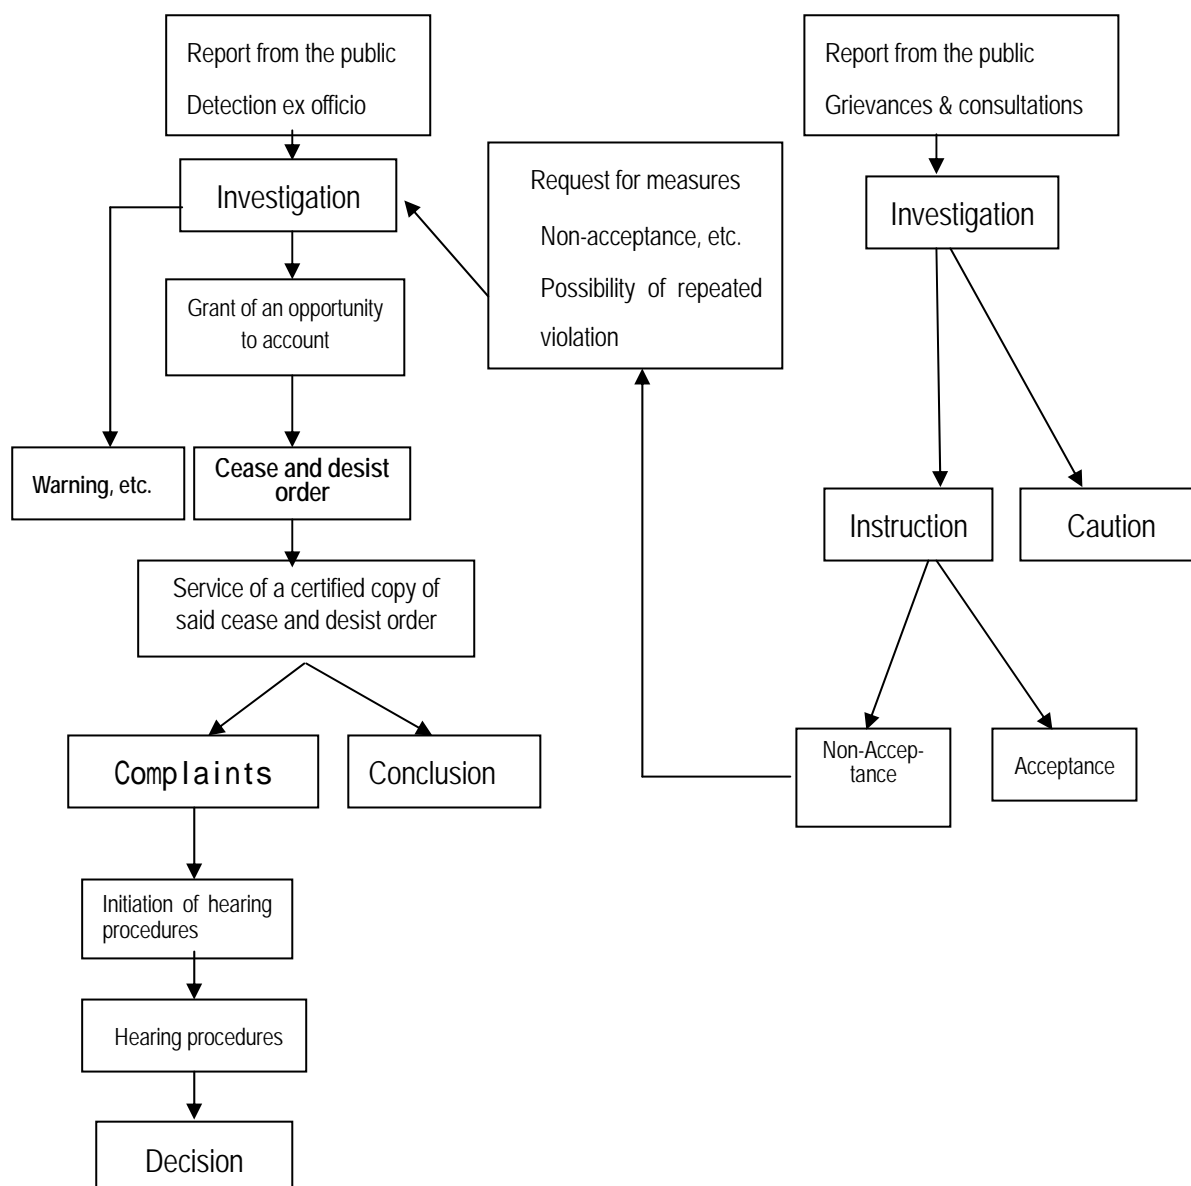 Report from the public
Detection ex officio
Investigation
Grant of an opportunity
to account
Warning, etc.
Cease and desist
order
Service of a certified copy of
said cease and desist order
Complaints
Conclusion
Initiation of hearing
procedures
Hearing procedures
Decision
Request for measures
Non-acceptance, etc.
Possibility of repeated
violation
Report from the public
Grievances & consultations
Investigation
Instruction
Caution
Non-Accep-
tance
Acceptance